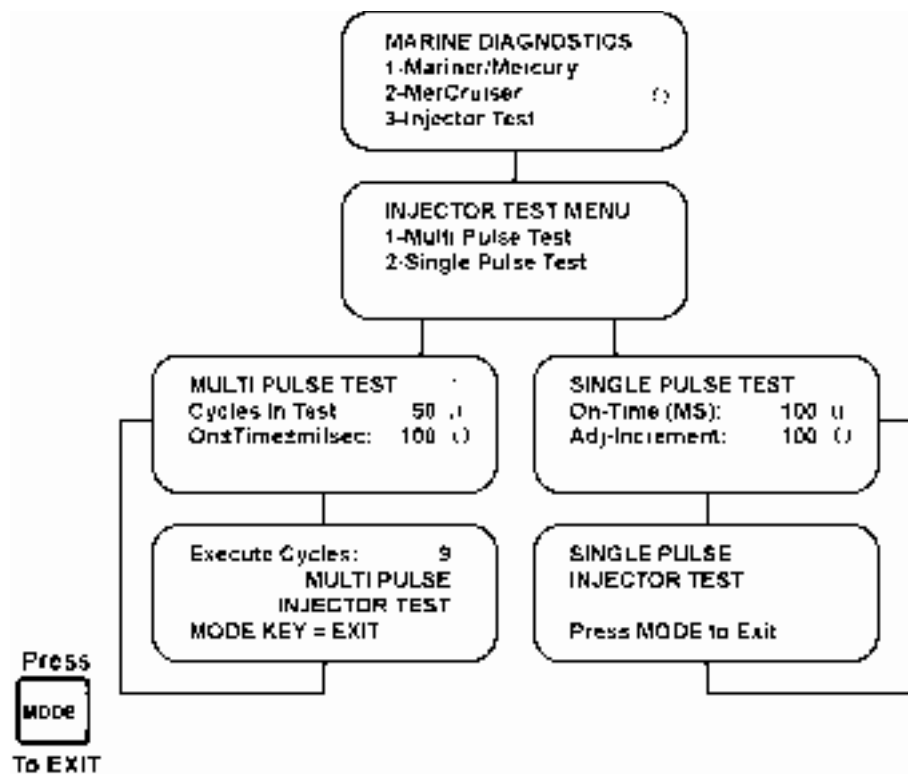 MARINE DIAGNOSTICS
1-Mariner/Mercury
2-MerCruiser ()
3-Injector Test
INJECTOR TEST MENU
1-Multi Pulse Test
2-Single Pulse Test
MULTI PULSE TEST
Cycles In Test 50
On±Time±milsec: 100 ()
SINGLE PULSE TEST
On-Time (MS): 100
Adj-Increment: 100 ()
Execute Cycles: 9
MULTI PULSE
INJECTOR TEST
MODE KEY = EXIT
SINGLE PULSE
INJECTOR TEST
Press MODE to Exit
Press
MODE
To EXIT